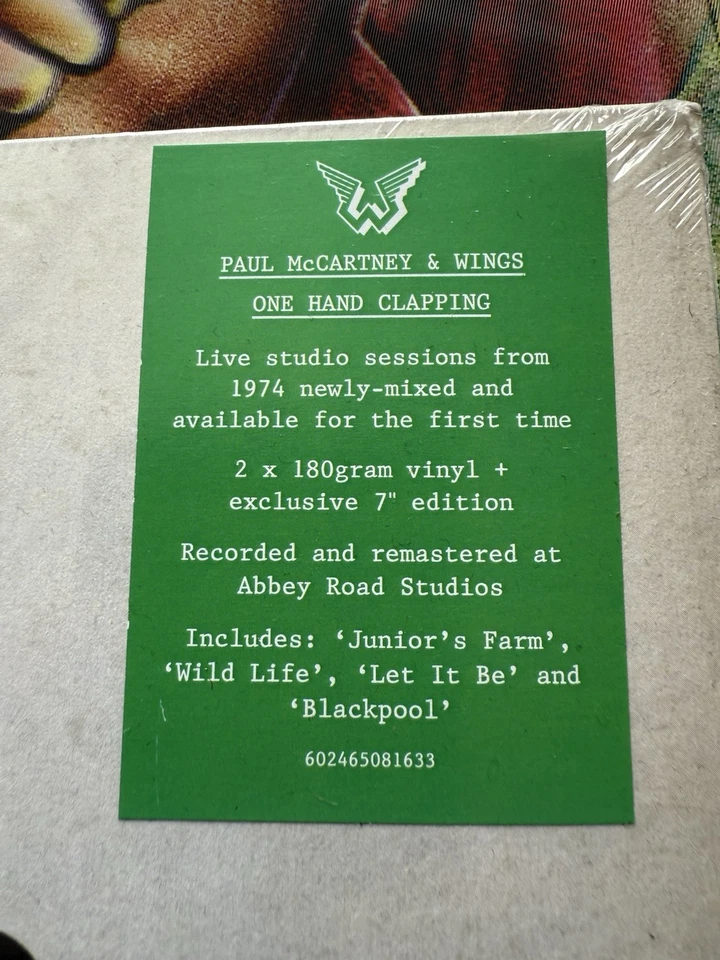 PAUL McCARTNEY & WINGS
ONE HAND CLAPPING
Live studio sessions from
1974 newly-mixed and
available for the first time
2 x 180gram vinyl +
exclusive 7" edition
Recorded and remastered at
Abbey Road Studios
Includes: ‘Junior’s Farm’,
‘Wild Life’, ‘Let It Be’ and
‘Blackpool’
602465081633